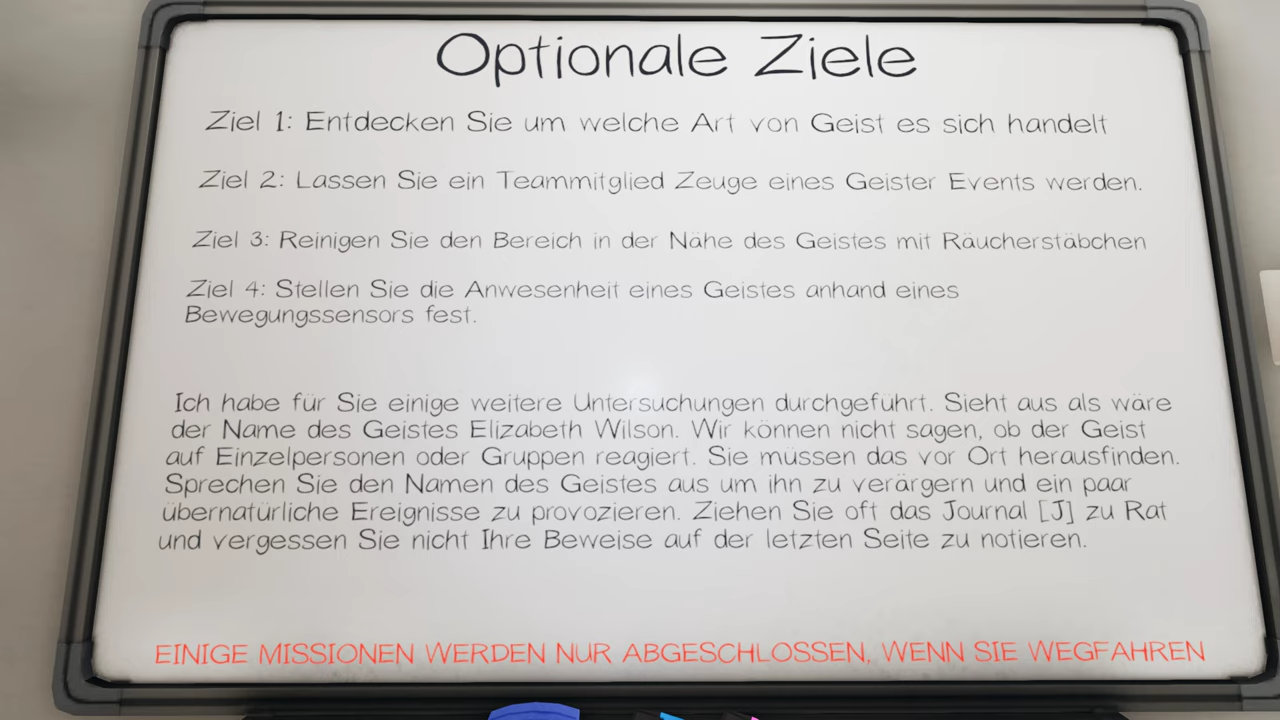 Optionale Ziele
Ziel 1: Entdecken Sie um welche Art von Geist es sich handelt
Ziel 2: Lassen Sie ein Teammitglied Zeuge eines Geister Events werden.
Ziel 3: Reinigen Sie den Bereich in der Nähe des Geistes mit Räucherstäbchen
Ziel 4: Stellen Sie die Anwesenheit eines Geistes anhand eines
Bewegungssensors fest.
Ich habe für Sie einige weitere Untersuchungen durchgeführt. Sieht aus als wäre
der Name des Geistes Elizabeth Wilson. Wir können nicht sagen, ob der Geist
auf Einzelpersonen oder Gruppen reagiert. Sie müssen das vor Ort herausfinden.
Sprechen Sie den Namen des Geistes aus um ihn zu verärgern und ein paar
übernatürliche Ereignisse zu provozieren. Ziehen Sie oft das Journal [J] zu Rat
und vergessen Sie nicht Ihre Beweise auf der letzten Seite zu notieren.
EINIGE MISSIONEN WERDEN NUR ABGESCHLOSSEN, WENN SIE WEGFAHREN